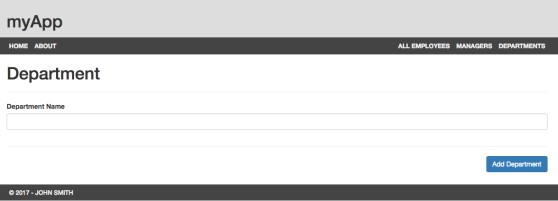 myApp
HOME ABOUT ALL EMPLOYEES MANAGERS DEPARTMENTS
Department
Department Name
Add Department
© 2017 - JOHN SMITH